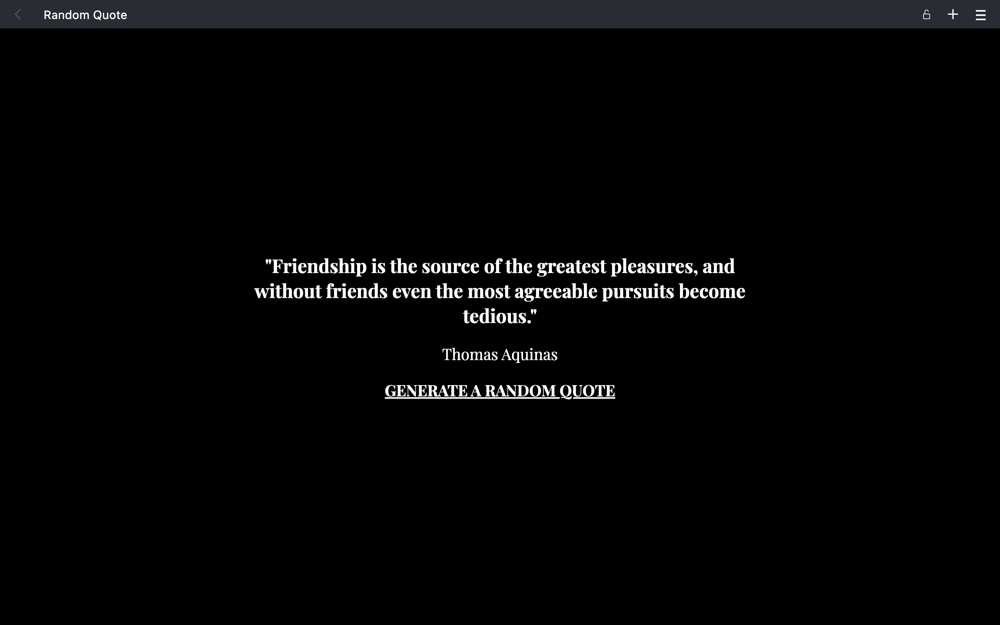 Random Quote
"Friendship is the source of the greatest pleasures, and
without friends even the most agreeable pursuits become
tedious."
Thomas Aquinas
GENERATE A RANDOM QUOTE